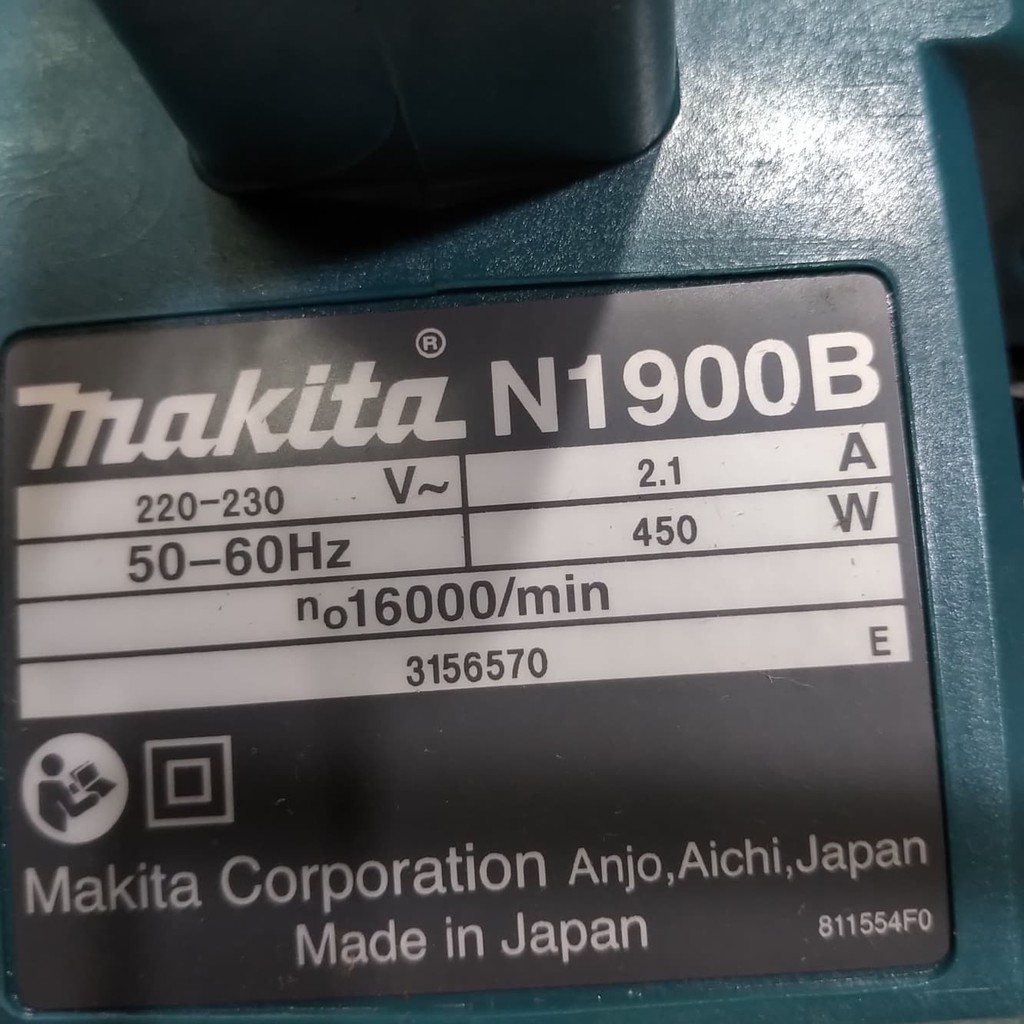 makita® N1900B
220-230 V~ 2.1 A
50-60Hz 450 W
no16000/min
3156570 E
Makita Corporation Anjo,Aichi,Japan
Made in Japan 811554F0